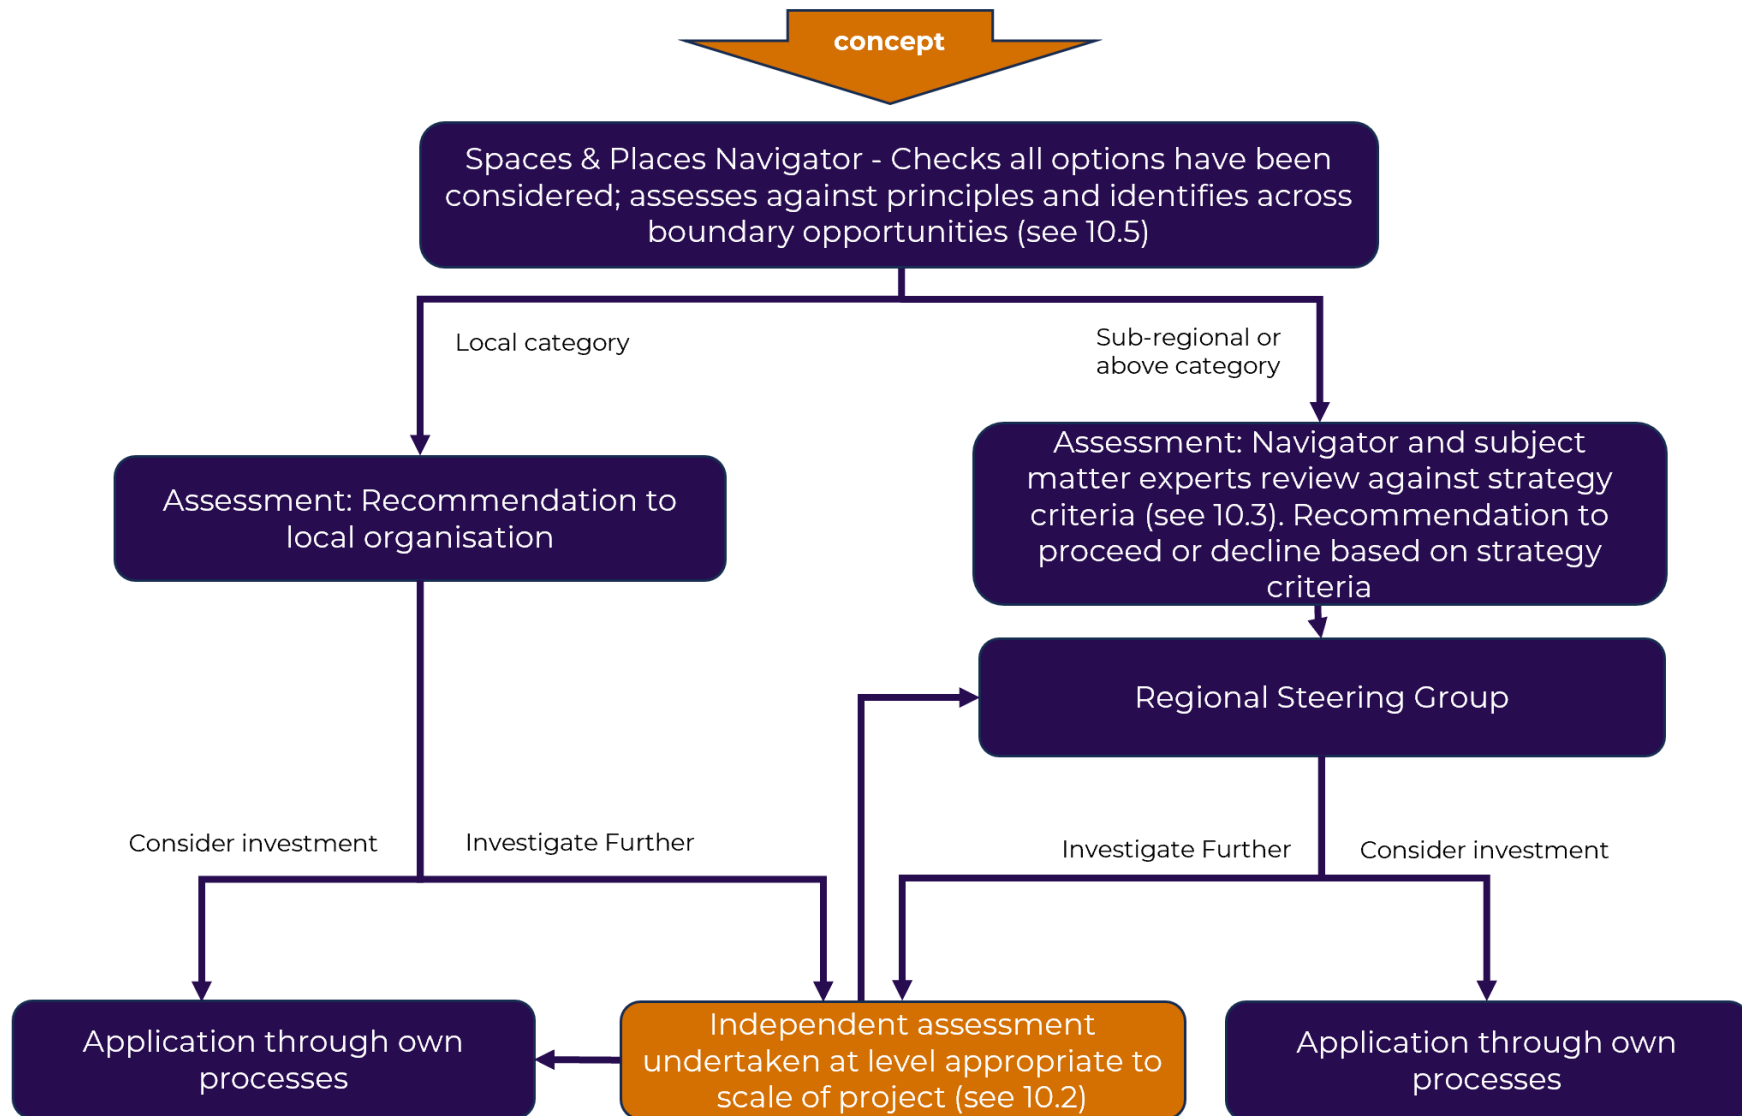 concept
Spaces & Places Navigator - Checks all options have been
considered; assesses against principles and identifies across
boundary opportunities (see 10.5)
Local category
Sub-regional or
above category
Assessment: Recommendation to
local organisation
Assessment: Navigator and subject
matter experts review against strategy
criteria (see 10.3). Recommendation to
proceed or decline based on strategy
criteria
Regional Steering Group
Consider investment
Investigate Further
Investigate Further
Consider investment
Application through own
processes
Independent assessment
undertaken at level appropriate to
scale of project (see 10.2)
Application through own
processes